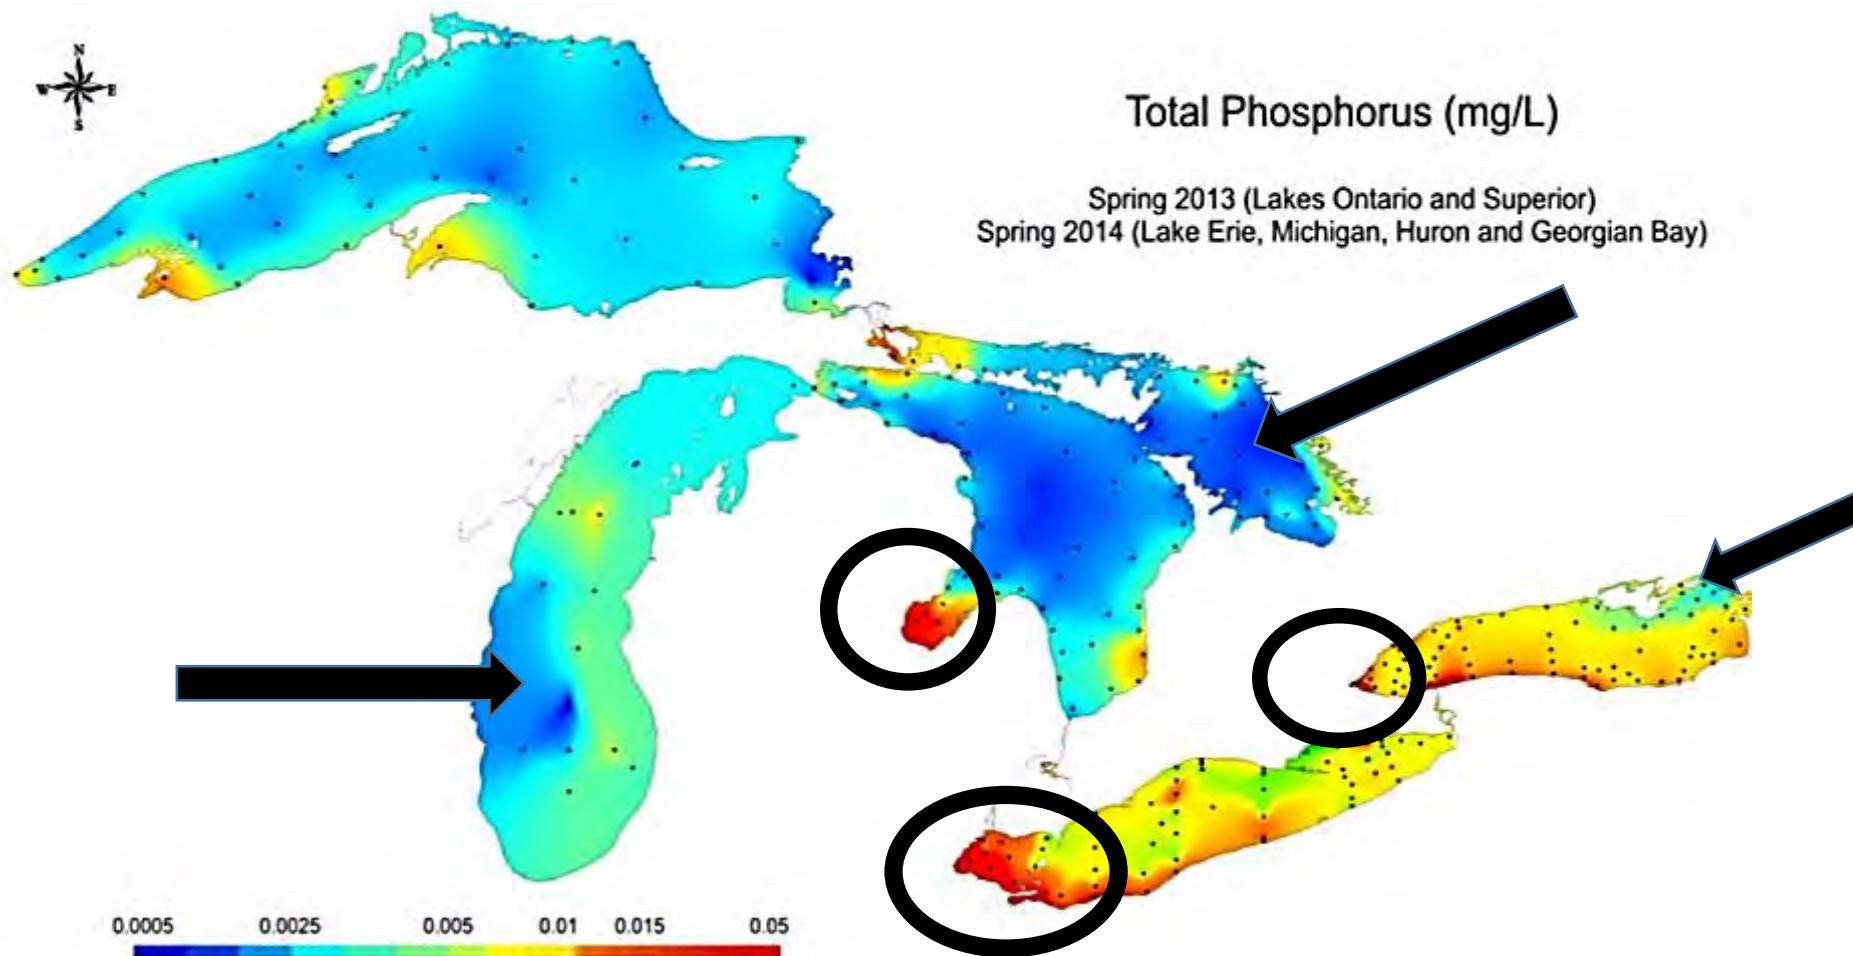 N
W E
S
Total Phosphorus (mg/L)
Spring 2013 (Lakes Ontario and Superior)
Spring 2014 (Lake Erie, Michigan, Huron and Georgian Bay)
0.0005 0.0025 0.005 0.01 0.015 0.05